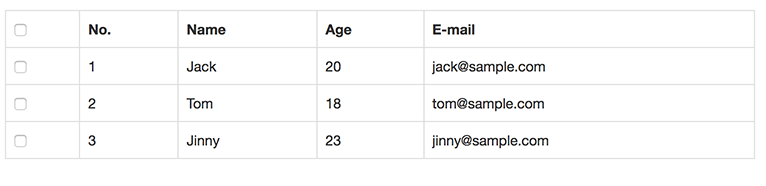 No. Name Age E-mail
1 Jack 20 jack@sample.com
2 Tom 18 tom@sample.com
3 Jinny 23 jinny@sample.com